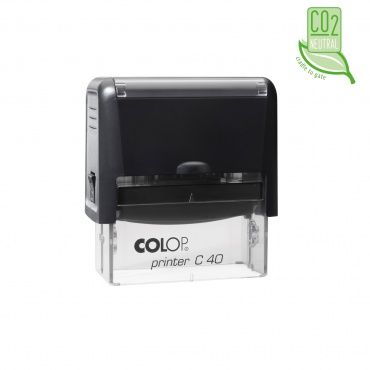 CO2
NEUTRAL
cradle to gate
COLOP®
printer C 40